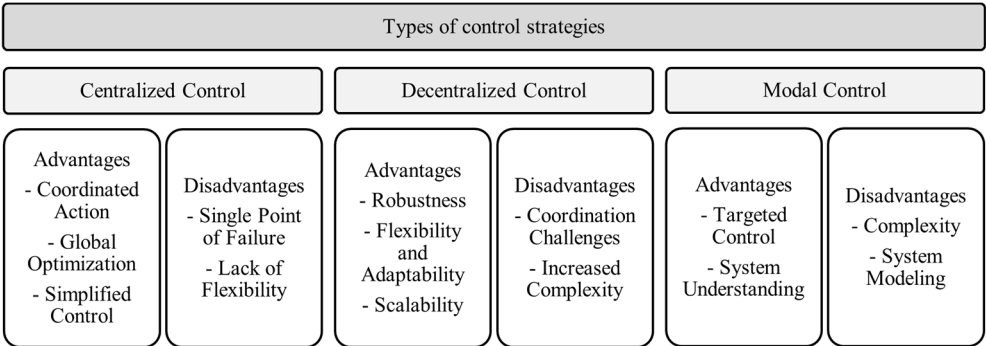 Types of control strategies
Centralized Control
Decentralized Control
Modal Control
Advantages
- Coordinated
Action
- Global
Optimization
- Simplified
Control
Disadvantages
- Single Point
of Failure
- Lack of
Flexibility
Advantages
- Robustness
- Flexibility
and
Adaptability
- Scalability
Disadvantages
- Coordination
Challenges
- Increased
Complexity
Advantages
- Targeted
Control
- System
Understanding
Disadvantages
- Complexity
- System
Modeling